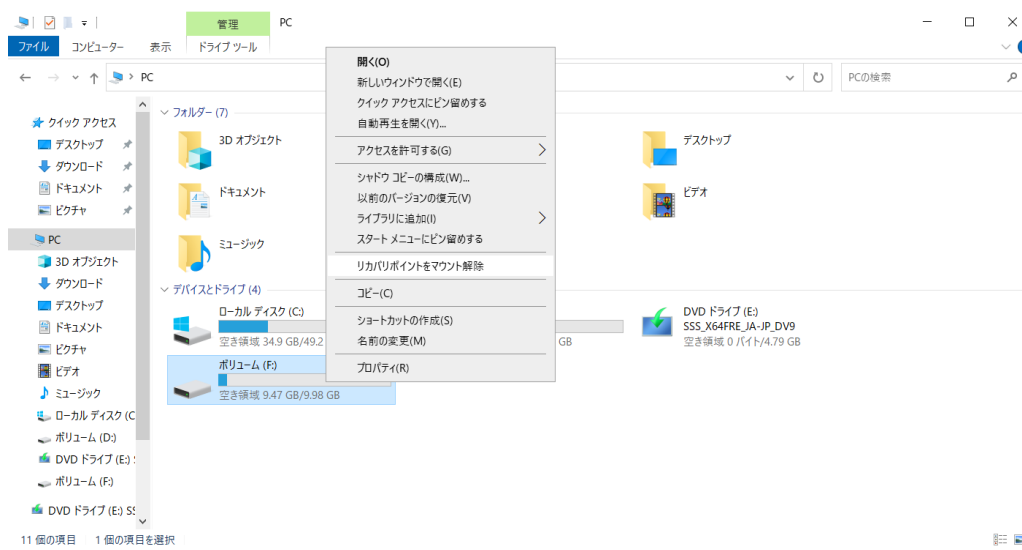 管理
PC
ファイル
コンピューター
表示
ドライブ ツール
PC
PCの検索
クイック アクセス
デスクトップ
ダウンロード
ドキュメント
ピクチャ
PC
3D オブジェクト
ダウンロード
デスクトップ
ドキュメント
ピクチャ
ビデオ
ミュージック
ローカル ディスク (C
ボリューム (D:)
DVD ドライブ (E:)
ボリューム (F:)
DVD ドライブ (E:) SS
フォルダー (7)
3D オブジェクト
デスクトップ
ドキュメント
ビデオ
ミュージック
デバイスとドライブ (4)
ローカル ディスク (C:)
空き領域 34.9 GB/49.2
GB
DVD ドライブ (E:)
SSS_X64FRE_JA-JP_DV9
空き領域 0 バイト/4.79 GB
ボリューム (F:)
空き領域 9.47 GB/9.98 GB
開く(O)
新しいウィンドウで開く(E)
クイック アクセスにピン留めする
自動再生を開く(Y)...
アクセスを許可する(G)
シャドウ コピーの構成(W)...
以前のバージョンの復元(V)
ライブラリに追加(I)
スタート メニューにピン留めする
リカバリポイントをマウント解除
コピー(C)
ショートカットの作成(S)
名前の変更(M)
プロパティ(R)
11 個の項目
1 個の項目を選択